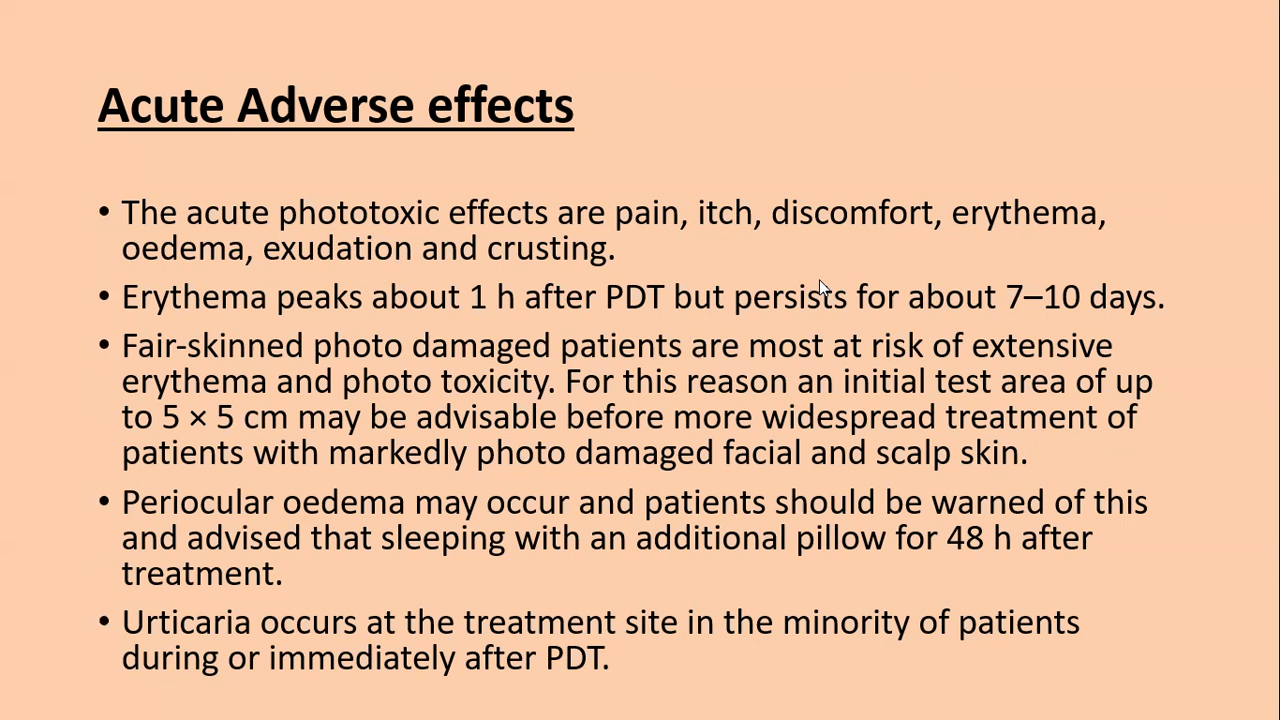 Acute Adverse effects
• The acute phototoxic effects are pain, itch, discomfort, erythema,
oedema, exudation and crusting.
• Erythema peaks about 1 h after PDT but persists for about 7–10 days.
• Fair-skinned photo damaged patients are most at risk of extensive
erythema and photo toxicity. For this reason an initial test area of up
to 5 × 5 cm may be advisable before more widespread treatment of
patients with markedly photo damaged facial and scalp skin.
• Periocular oedema may occur and patients should be warned of this
and advised that sleeping with an additional pillow for 48 h after
treatment.
• Urticaria occurs at the treatment site in the minority of patients
during or immediately after PDT.